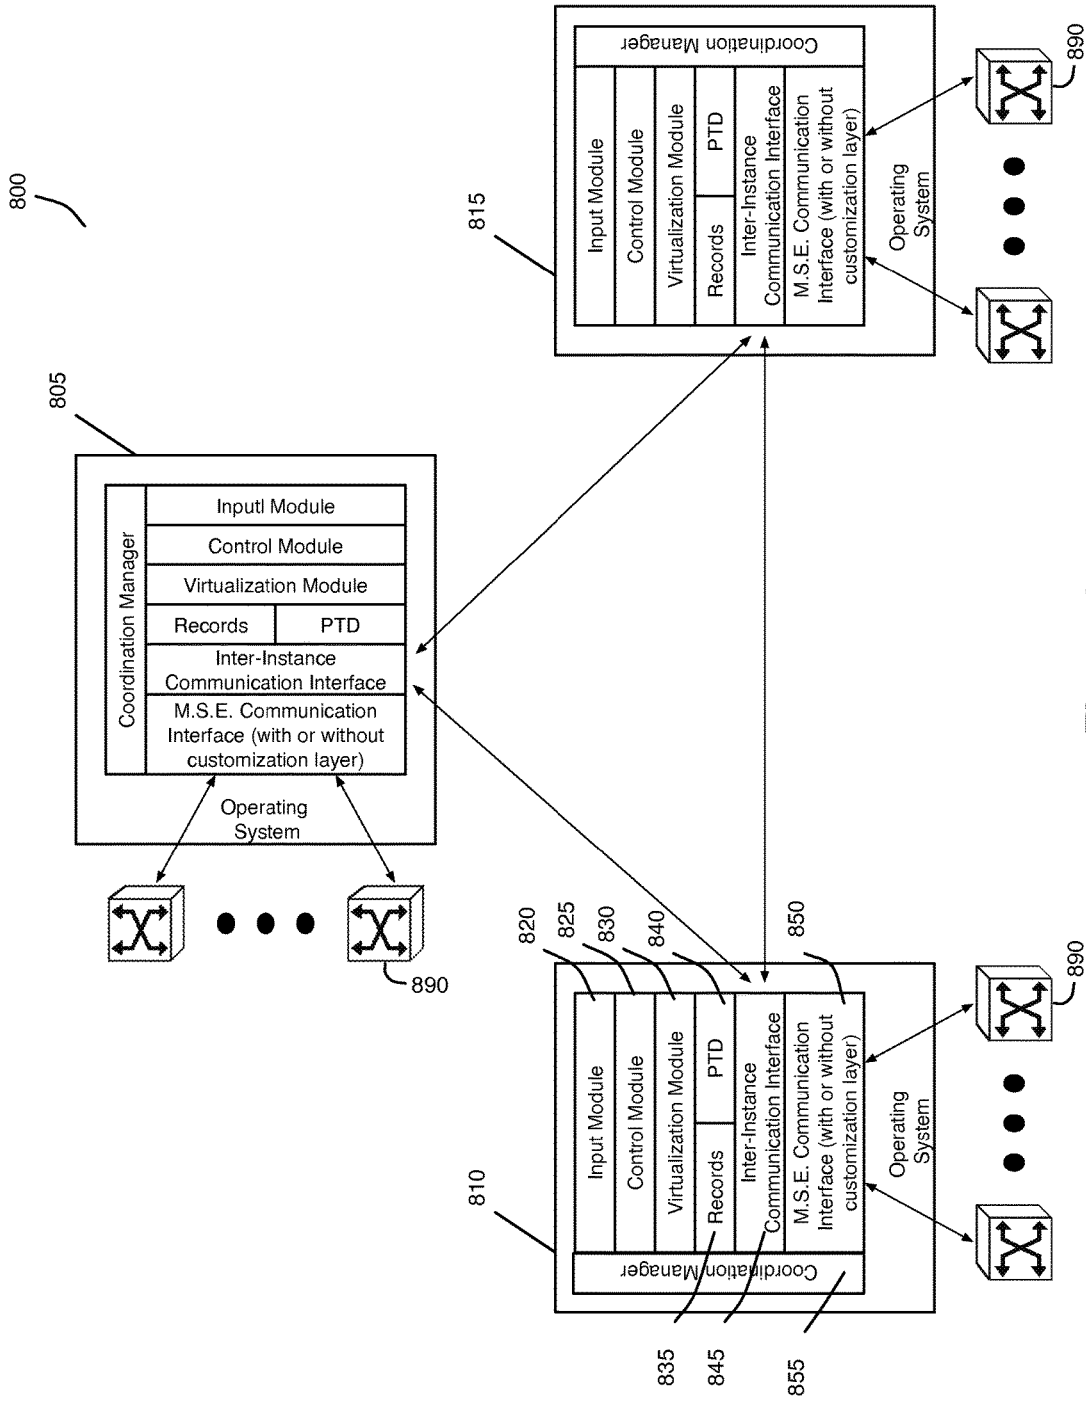 800
805
Coordination Manager
Inputl Module
Control Module
Virtualization Module
Records
PTD
Inter-Instance
Communication Interface
M.S.E. Communication
Interface (with or without
customization layer)
Operating
System
890
810
Coordination Manager
Input Module
Control Module
Virtualization Module
Records
PTD
Inter-Instance
Communication Interface
M.S.E. Communication
Interface (with or without
customization layer)
Operating
System
820
825
830
840
850
835
845
855
890
815
Coordination Manager
Input Module
Control Module
Virtualization Module
Records
PTD
Inter-Instance
Communication Interface
M.S.E. Communication
Interface (with or without
customization layer)
Operating
System
890